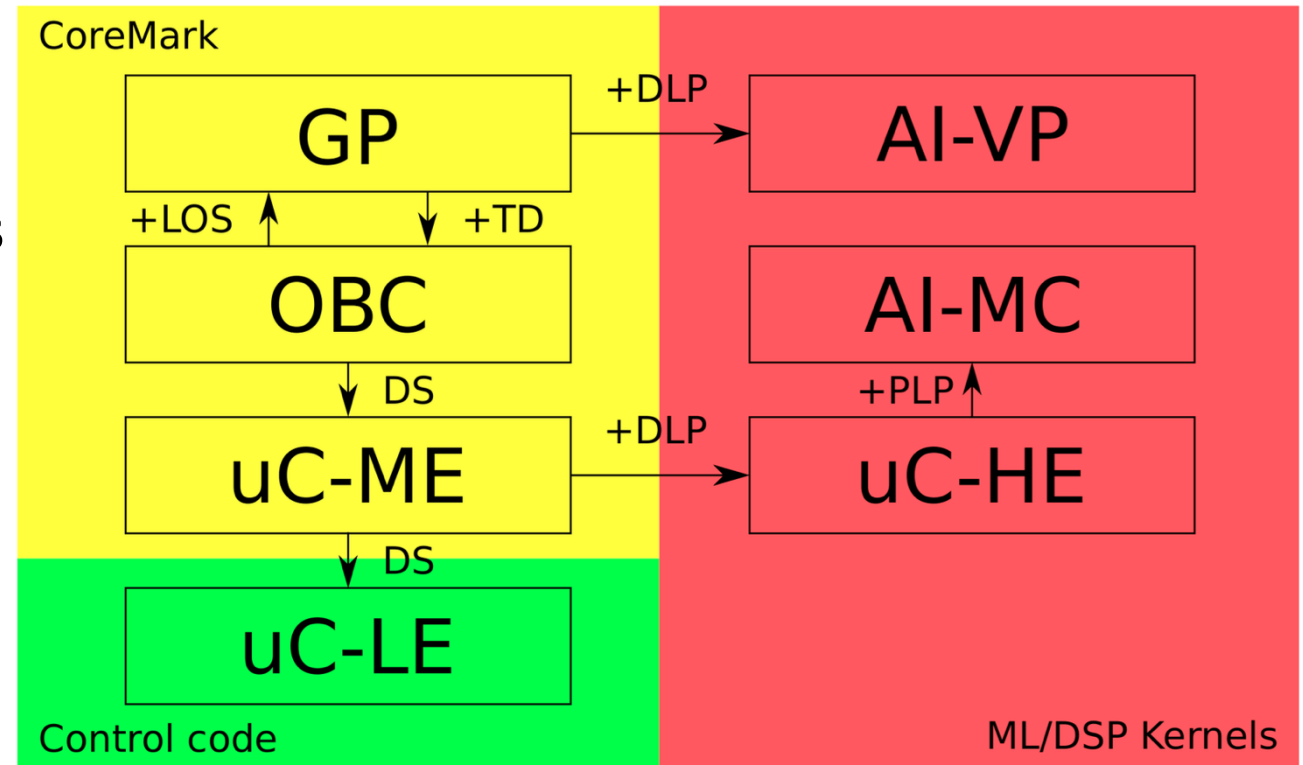 CoreMark
+DLP
GP
AI-VP
+LOS
+TD
OBC
AI-MC
DS
+PLP
+DLP
uC-ME
uC-HE
DS
uC-LE
Control code
ML/DSP Kernels